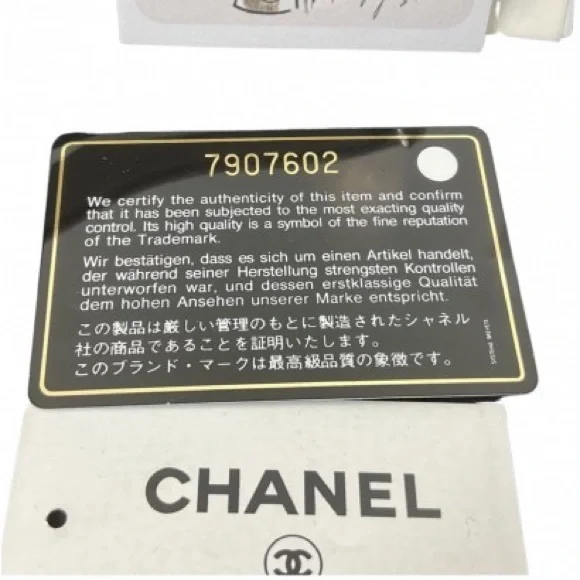 7907602
We certify the authenticity of this item and confirm
that it has been subjected to the most exacting quality
control. Its high quality is a symbol of the fine reputation
of the Trademark.
Wir bestätigen, dass es sich um einen Artikel handelt,
der während seiner Herstellung strengsten Kontrollen
unterworfen war, und dessen erstklassige Qualität
dem hohen Ansehen unserer Marke entspricht.
この製品は厳しい管理のもとに製造されたシャネル
社の商品であることを証明いたします。
このブランド・マークは最高級品質の象徴です。
CHANEL